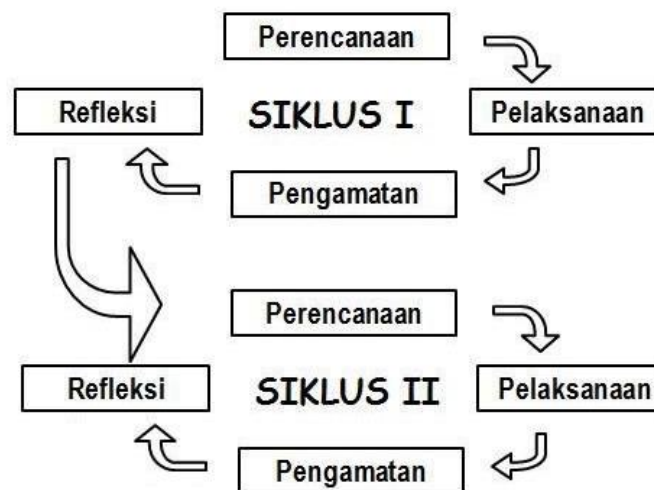 Perencanaan
Refleksi
SIKLUS I
Pelaksanaan
Pengamatan
Perencanaan
Refleksi
SIKLUS II
Pelaksanaan
Pengamatan